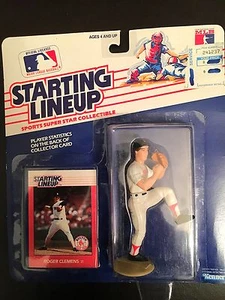 AGES 4 AND UP
STARTING
LINEUP
SPORTS SUPER STAR COLLECTIBLE
PLAYER STATISTICS
ON THE BACK OF
COLLECTOR CARD
STARTING
LINEUP
ROGER CLEMENS